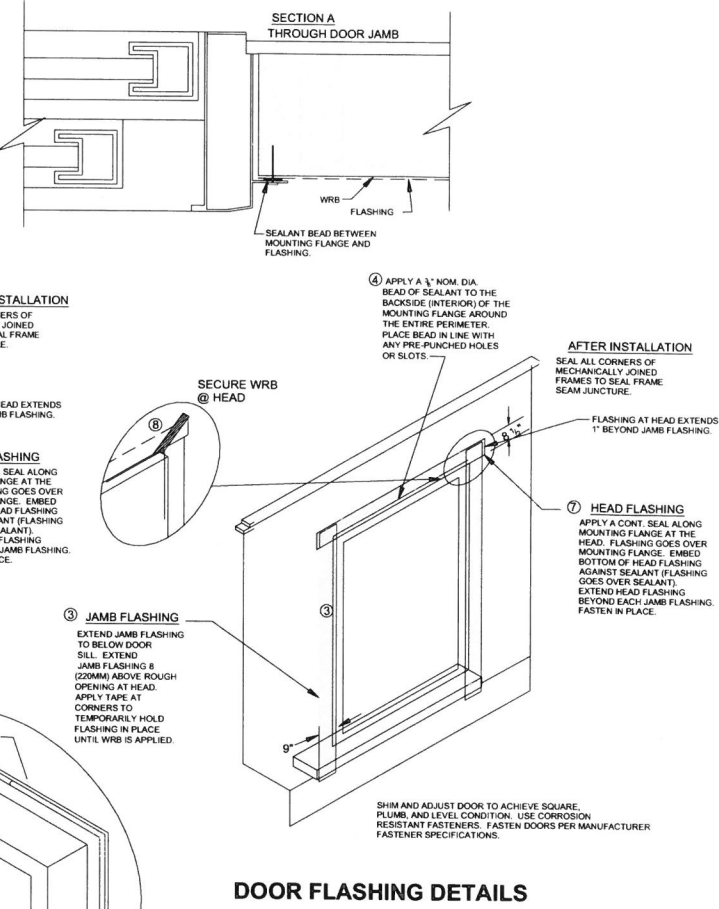 SECTION A
THROUGH DOOR JAMB
WRB
FLASHING
SEALANT BEAD BETWEEN
MOUNTING FLANGE AND
FLASHING.
STALLATION
ERS OF
JOINED
AL FRAME
E.
EAD EXTENDS
MB FLASHING.
ASHING
SEAL ALONG
NGE AT THE
NG GOES OVER
NGE. EMBED
EAD FLASHING
ANT (FLASHING
EALANT).
FLASHING
JAMB FLASHING.
CE.
SECURE WRB
@ HEAD
8
4 APPLY A NOM. DIA.
BEAD OF SEALANT TO THE
BACKSIDE (INTERIOR) OF THE
MOUNTING FLANGE AROUND
THE ENTIRE PERIMETER.
PLACE BEAD IN LINE WITH
ANY PRE-PUNCHED HOLES
OR SLOTS.
AFTER INSTALLATION
SEAL ALL CORNERS OF
MECHANICALLY JOINED
FRAMES TO SEAL FRAME
SEAM JUNCTURE.
FLASHING AT HEAD EXTENDS
1" BEYOND JAMB FLASHING.
8 ½"
7 HEAD FLASHING
APPLY A CONT. SEAL ALONG
MOUNTING FLANGE AT THE
HEAD. FLASHING GOES OVER
MOUNTING FLANGE. EMBED
BOTTOM OF HEAD FLASHING
AGAINST SEALANT (FLASHING
GOES OVER SEALANT).
EXTEND HEAD FLASHING
BEYOND EACH JAMB FLASHING.
FASTEN IN PLACE.
3 JAMB FLASHING
EXTEND JAMB FLASHING
TO BELOW DOOR
SILL. EXTEND
JAMB FLASHING 8
(220MM) ABOVE ROUGH
OPENING AT HEAD.
APPLY TAPE AT
CORNERS TO
TEMPORARILY HOLD
FLASHING IN PLACE
UNTIL WRB IS APPLIED.
3
9"
SHIM AND ADJUST DOOR TO ACHIEVE SQUARE,
PLUMB, AND LEVEL CONDITION. USE CORROSION
RESISTANT FASTENERS. FASTEN DOORS PER MANUFACTURER
FASTENER SPECIFICATIONS.
DOOR FLASHING DETAILS